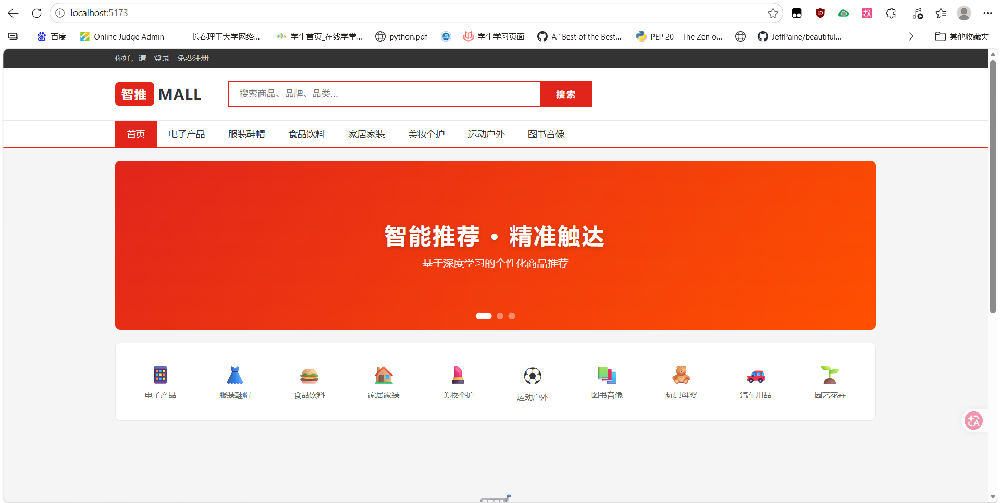 localhost:5173
百度
Online Judge Admin
长春理工大学网络...
学生首页_在线学堂...
python.pdf
学生学习页面
A "Best of the Best...
PEP 20 – The Zen o...
JeffPaine/beautiful...
其他收藏夹
你好，请 登录 免费注册
智推 MALL
搜索商品、品牌、品类...
搜索
首页 电子产品 服装鞋帽 食品饮料 家居家装 美妆个护 运动户外 图书音像
智能推荐 · 精准触达
基于深度学习的个性化商品推荐
电子产品 服装鞋帽 食品饮料 家居家装 美妆个护 运动户外 图书音像 玩具母婴 汽车用品 园艺花卉